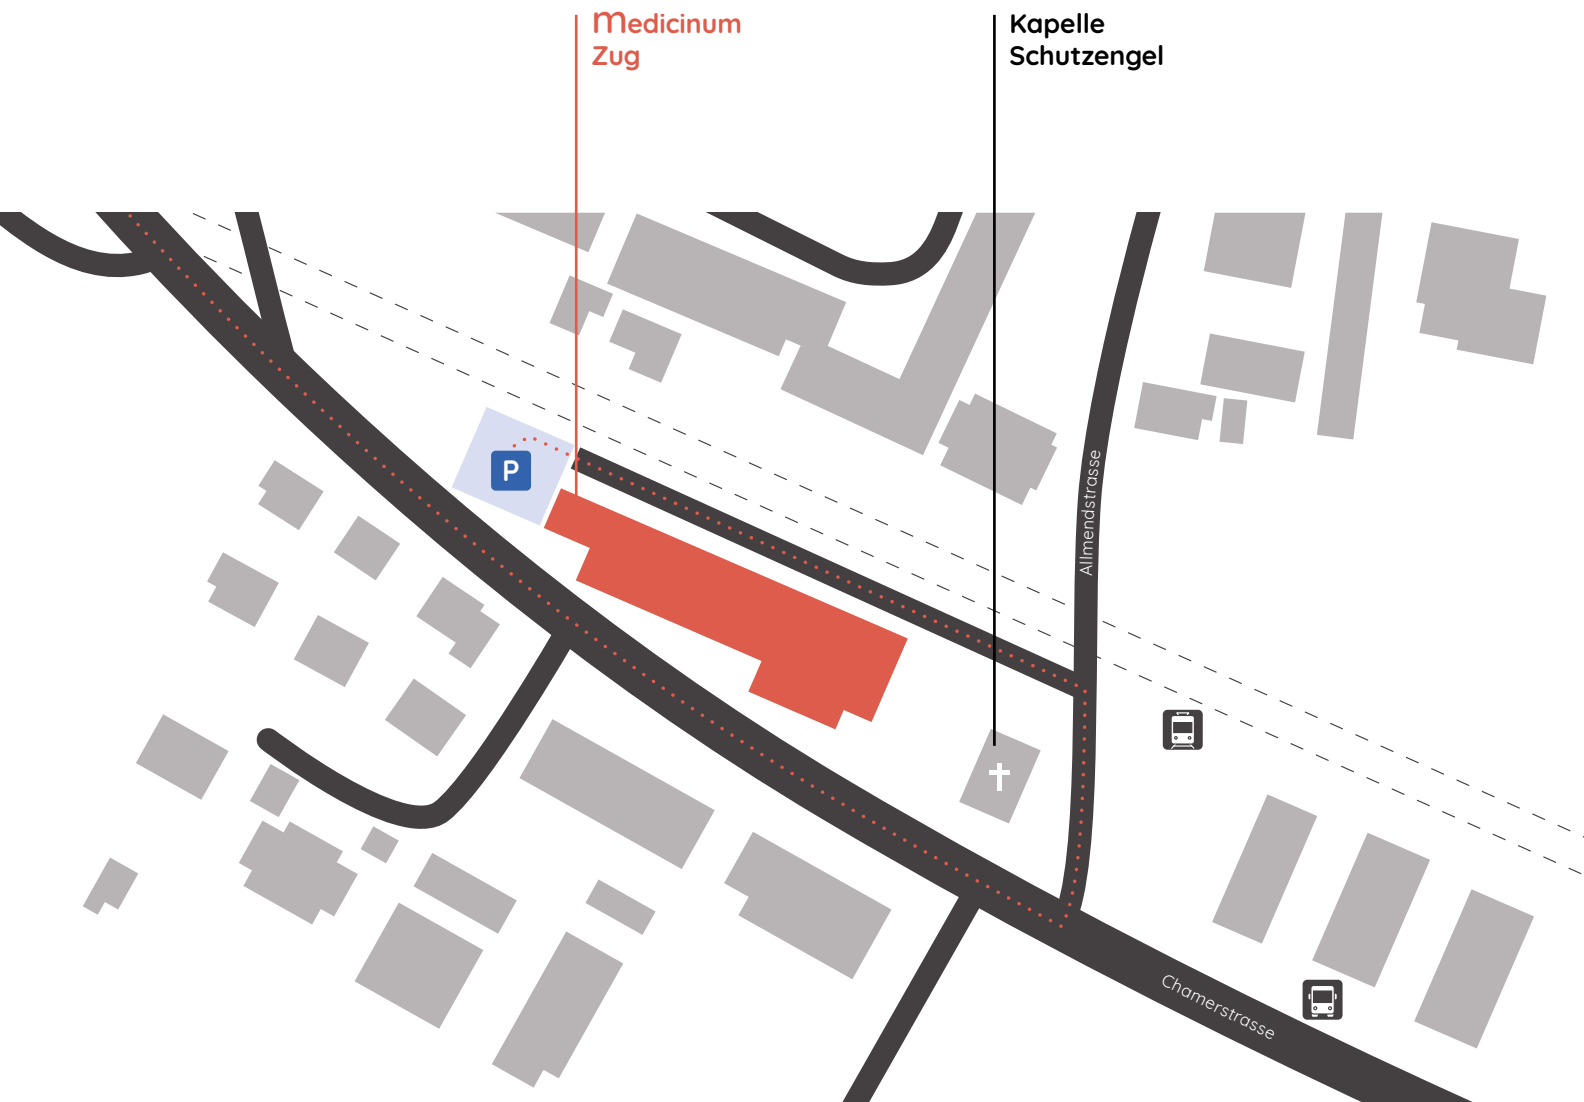 medicinum
Zug
Kapelle
Schutzengel
Allmendstrasse
P
Chamerstrasse